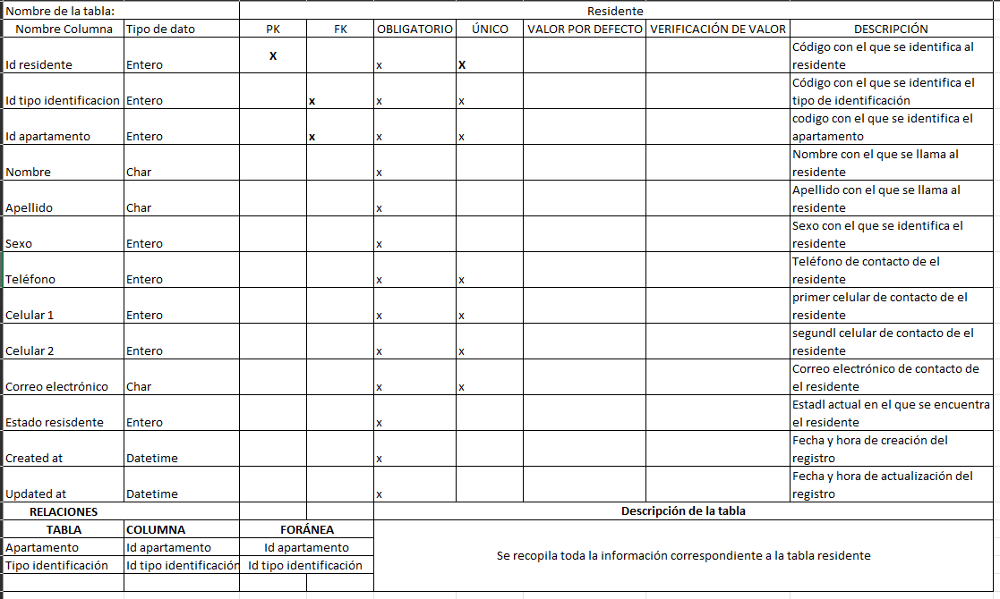 Nombre de la tabla: Residente
Nombre Columna Tipo de dato PK FK OBLIGATORIO ÚNICO VALOR POR DEFECTO VERIFICACIÓN DE VALOR DESCRIPCIÓN
Id residente Entero X x X Código con el que se identifica al
residente
Id tipo identificacion Entero x x x Código con el que se identifica el
tipo de identificación
Id apartamento Entero x x x codigo con el que se identifica el
apartamento
Nombre Char x Nombre con el que se llama al
residente
Apellido Char x Apellido con el que se llama al
residente
Sexo Entero x Sexo con el que se identifica el
residente
Teléfono Entero x x Teléfono de contacto de el
residente
Celular 1 Entero x x primer celular de contacto de el
residente
Celular 2 Entero x x segundl celular de contacto de el
residente
Correo electrónico Char x x Correo electrónico de contacto de
el residente
Estado resisdente Entero x Estadl actual en el que se encuentra
el residente
Created at Datetime x Fecha y hora de creación del
registro
Updated at Datetime x Fecha y hora de actualización del
registro
RELACIONES Descripción de la tabla
TABLA COLUMNA FORÁNEA
Apartamento Id apartamento Id apartamento
Tipo identificación Id tipo identificación Id tipo identificación
Se recopila toda la información correspondiente a la tabla residente